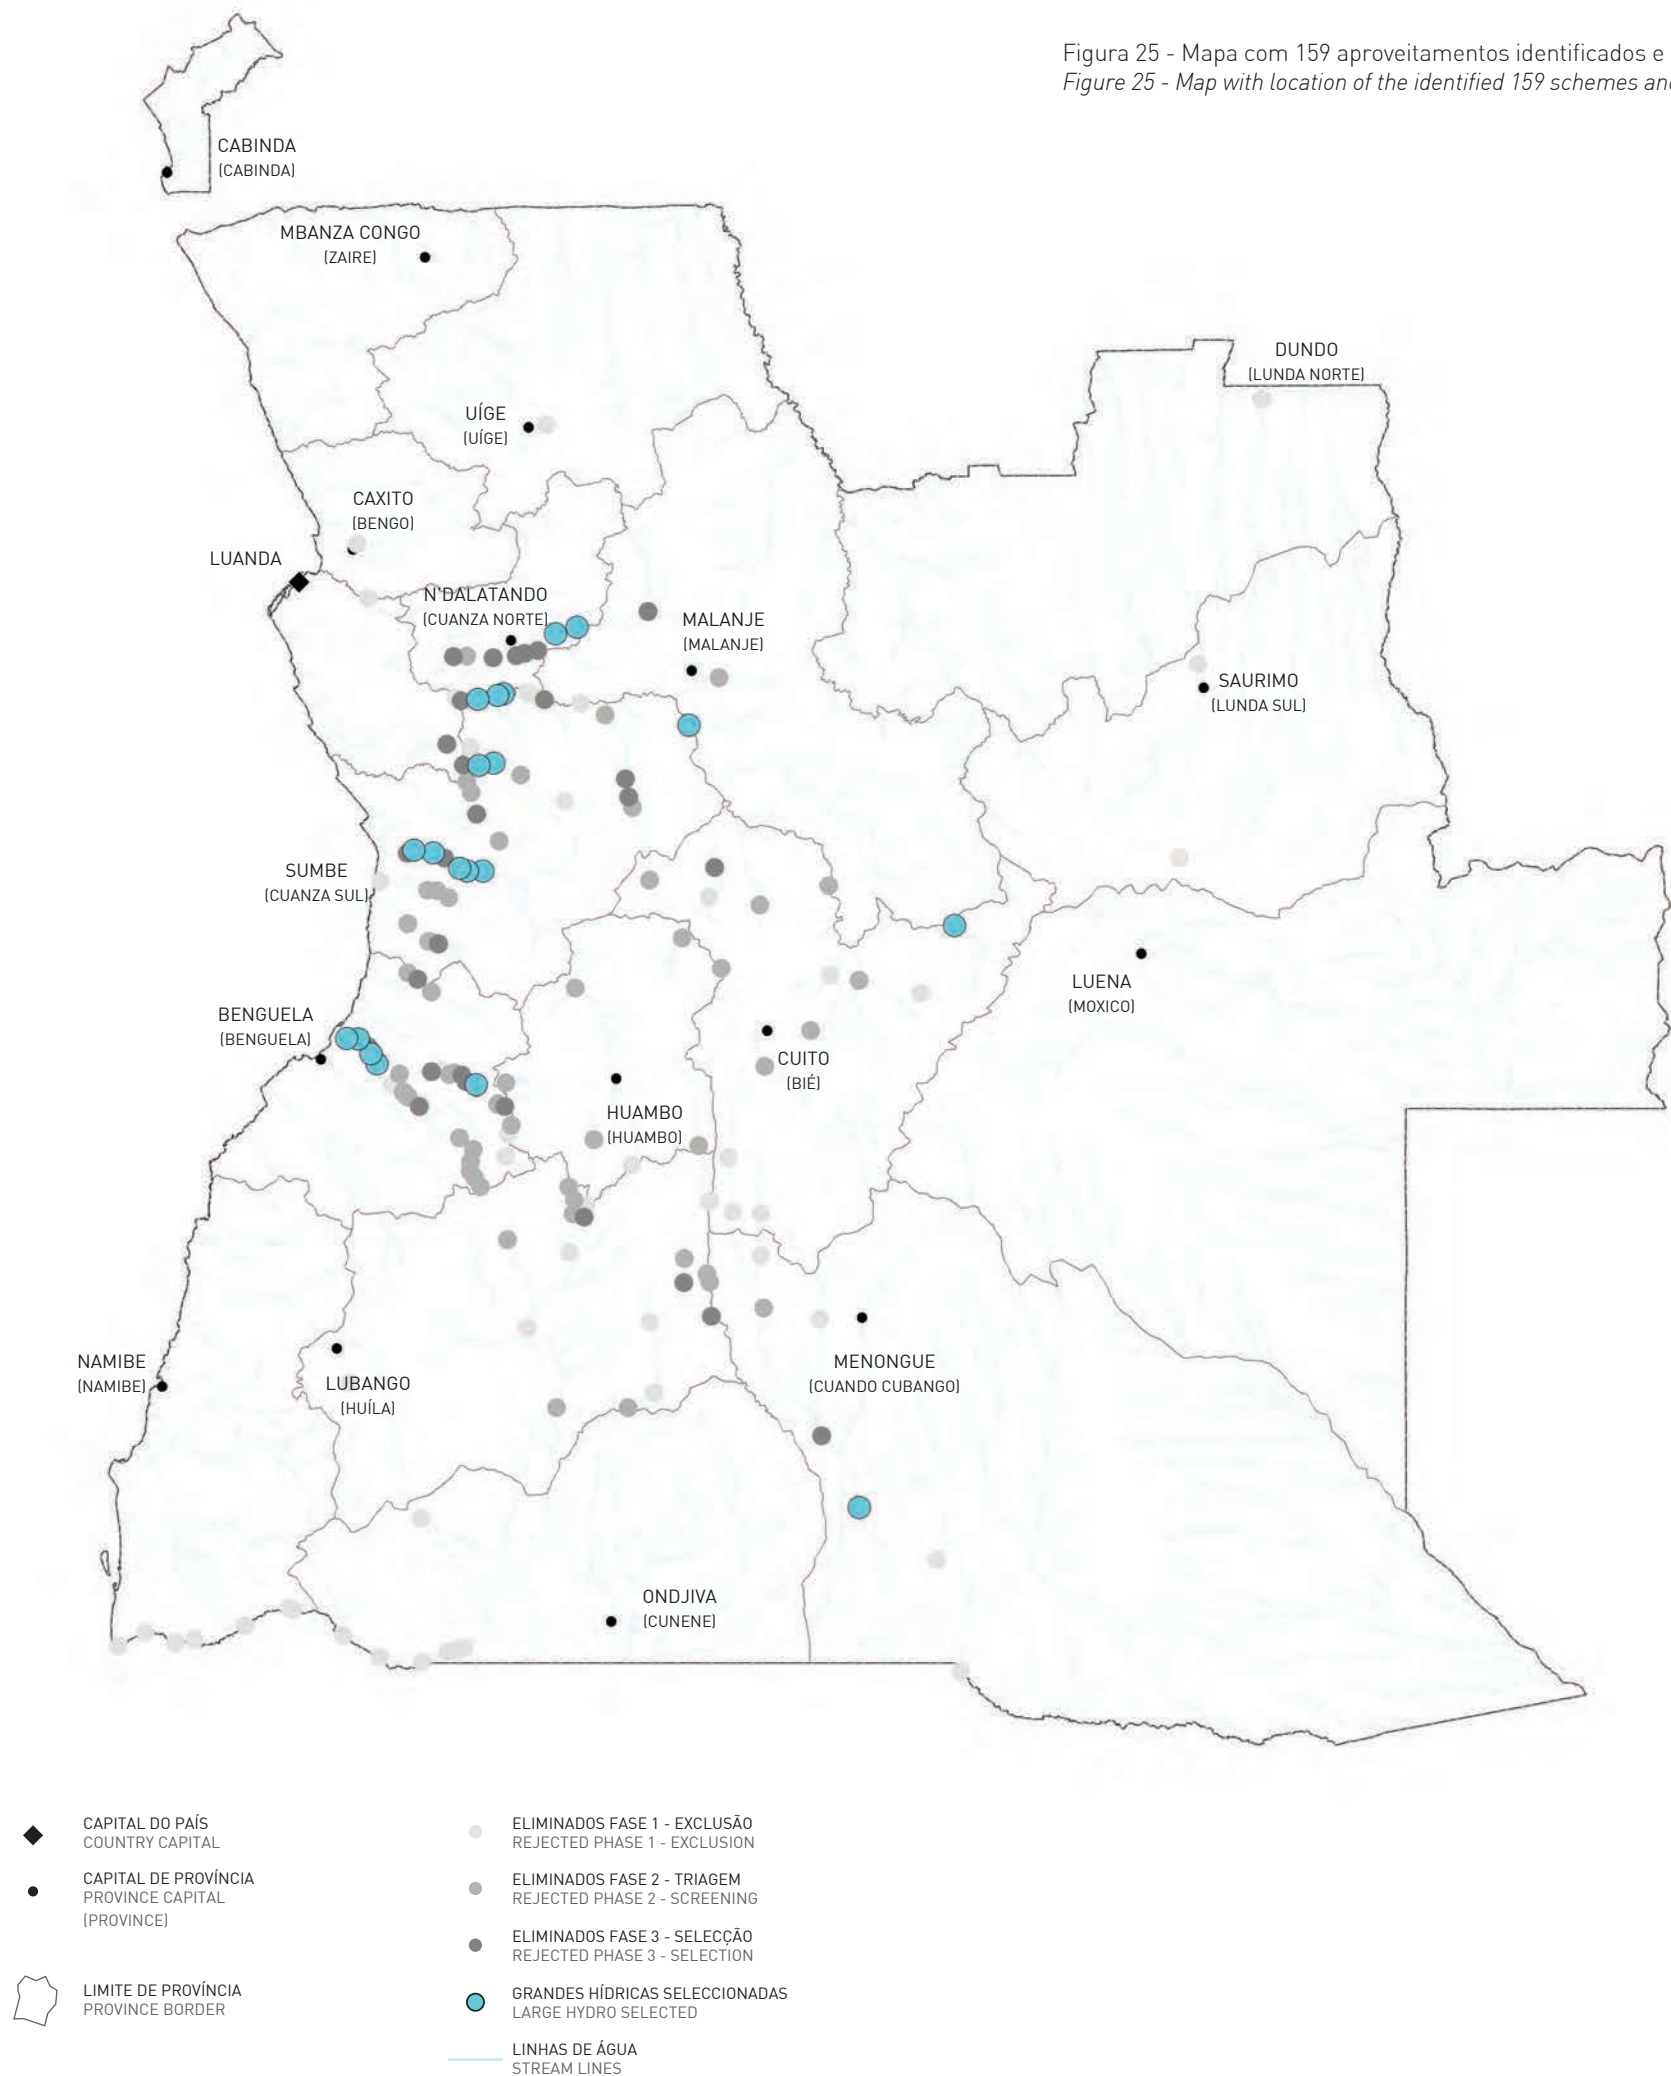 Figura 25 - Mapa com 159 aproveitamentos identificados e
Figure 25 - Map with location of the identified 159 schemes and
CABINDA
(CABINDA)
MBANZA CONGO
(ZAIRE)
DUNDO
(LUNDA NORTE)
UÍGE
(UÍGE)
CAXITO
(BENGO)
LUANDA
N'DALATANDO
(CUANZA NORTE)
MALANJE
(MALANJE)
SAURIMO
(LUNDA SUL)
SUMBE
(CUANZA SUL)
LUENA
(MOXICO)
BENGUELA
(BENGUELA)
CUITO
(BIÉ)
HUAMBO
(HUAMBO)
NAMIBE
(NAMIBE)
LUBANGO
(HUÍLA)
MENONGUE
(CUANDO CUBANGO)
ONDJIVA
(CUNENE)
CAPITAL DO PAÍS
COUNTRY CAPITAL
CAPITAL DE PROVÍNCIA
PROVINCE CAPITAL
(PROVINCE)
LIMITE DE PROVÍNCIA
PROVINCE BORDER
ELIMINADOS FASE 1 - EXCLUSÃO
REJECTED PHASE 1 - EXCLUSION
ELIMINADOS FASE 2 - TRIAGEM
REJECTED PHASE 2 - SCREENING
ELIMINADOS FASE 3 - SELECÇÃO
REJECTED PHASE 3 - SELECTION
GRANDES HÍDRICAS SELECCIONADAS
LARGE HYDRO SELECTED
LINHAS DE ÁGUA
STREAM LINES